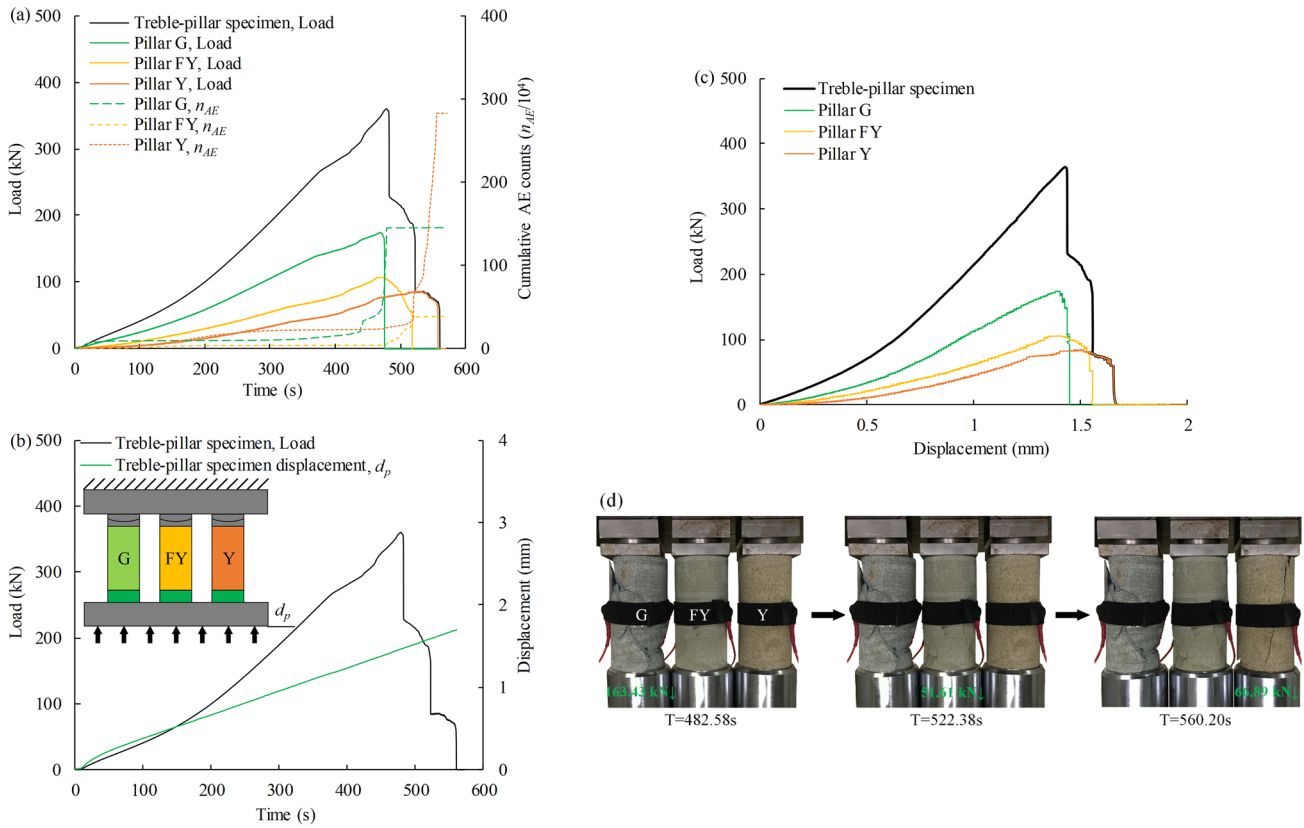 (a)
500
400
300
200
100
0
Load (kN)
Treble-pillar specimen, Load
Pillar G, Load
Pillar FY, Load
Pillar Y, Load
Pillar G, nAE
Pillar FY, nAE
Pillar Y, nAE
400
300
200
100
0
Cumulative AE counts (nAE/10⁴)
0 100 200 300 400 500 600
Time (s)
(b)
500
400
300
200
100
0
Load (kN)
Treble-pillar specimen, Load
Treble-pillar specimen displacement, dp
G FY Y
dp
4
3
2
1
0
Displacement (mm)
0 100 200 300 400 500 600
Time (s)
(c)
500
400
300
200
100
0
Load (kN)
Treble-pillar specimen
Pillar G
Pillar FY
Pillar Y
0 0.5 1 1.5 2
Displacement (mm)
(d)
G FY Y
163.43 kN↓ 51.61 kN↓ 66.89 kN↓
T=482.58s T=522.38s T=560.20s